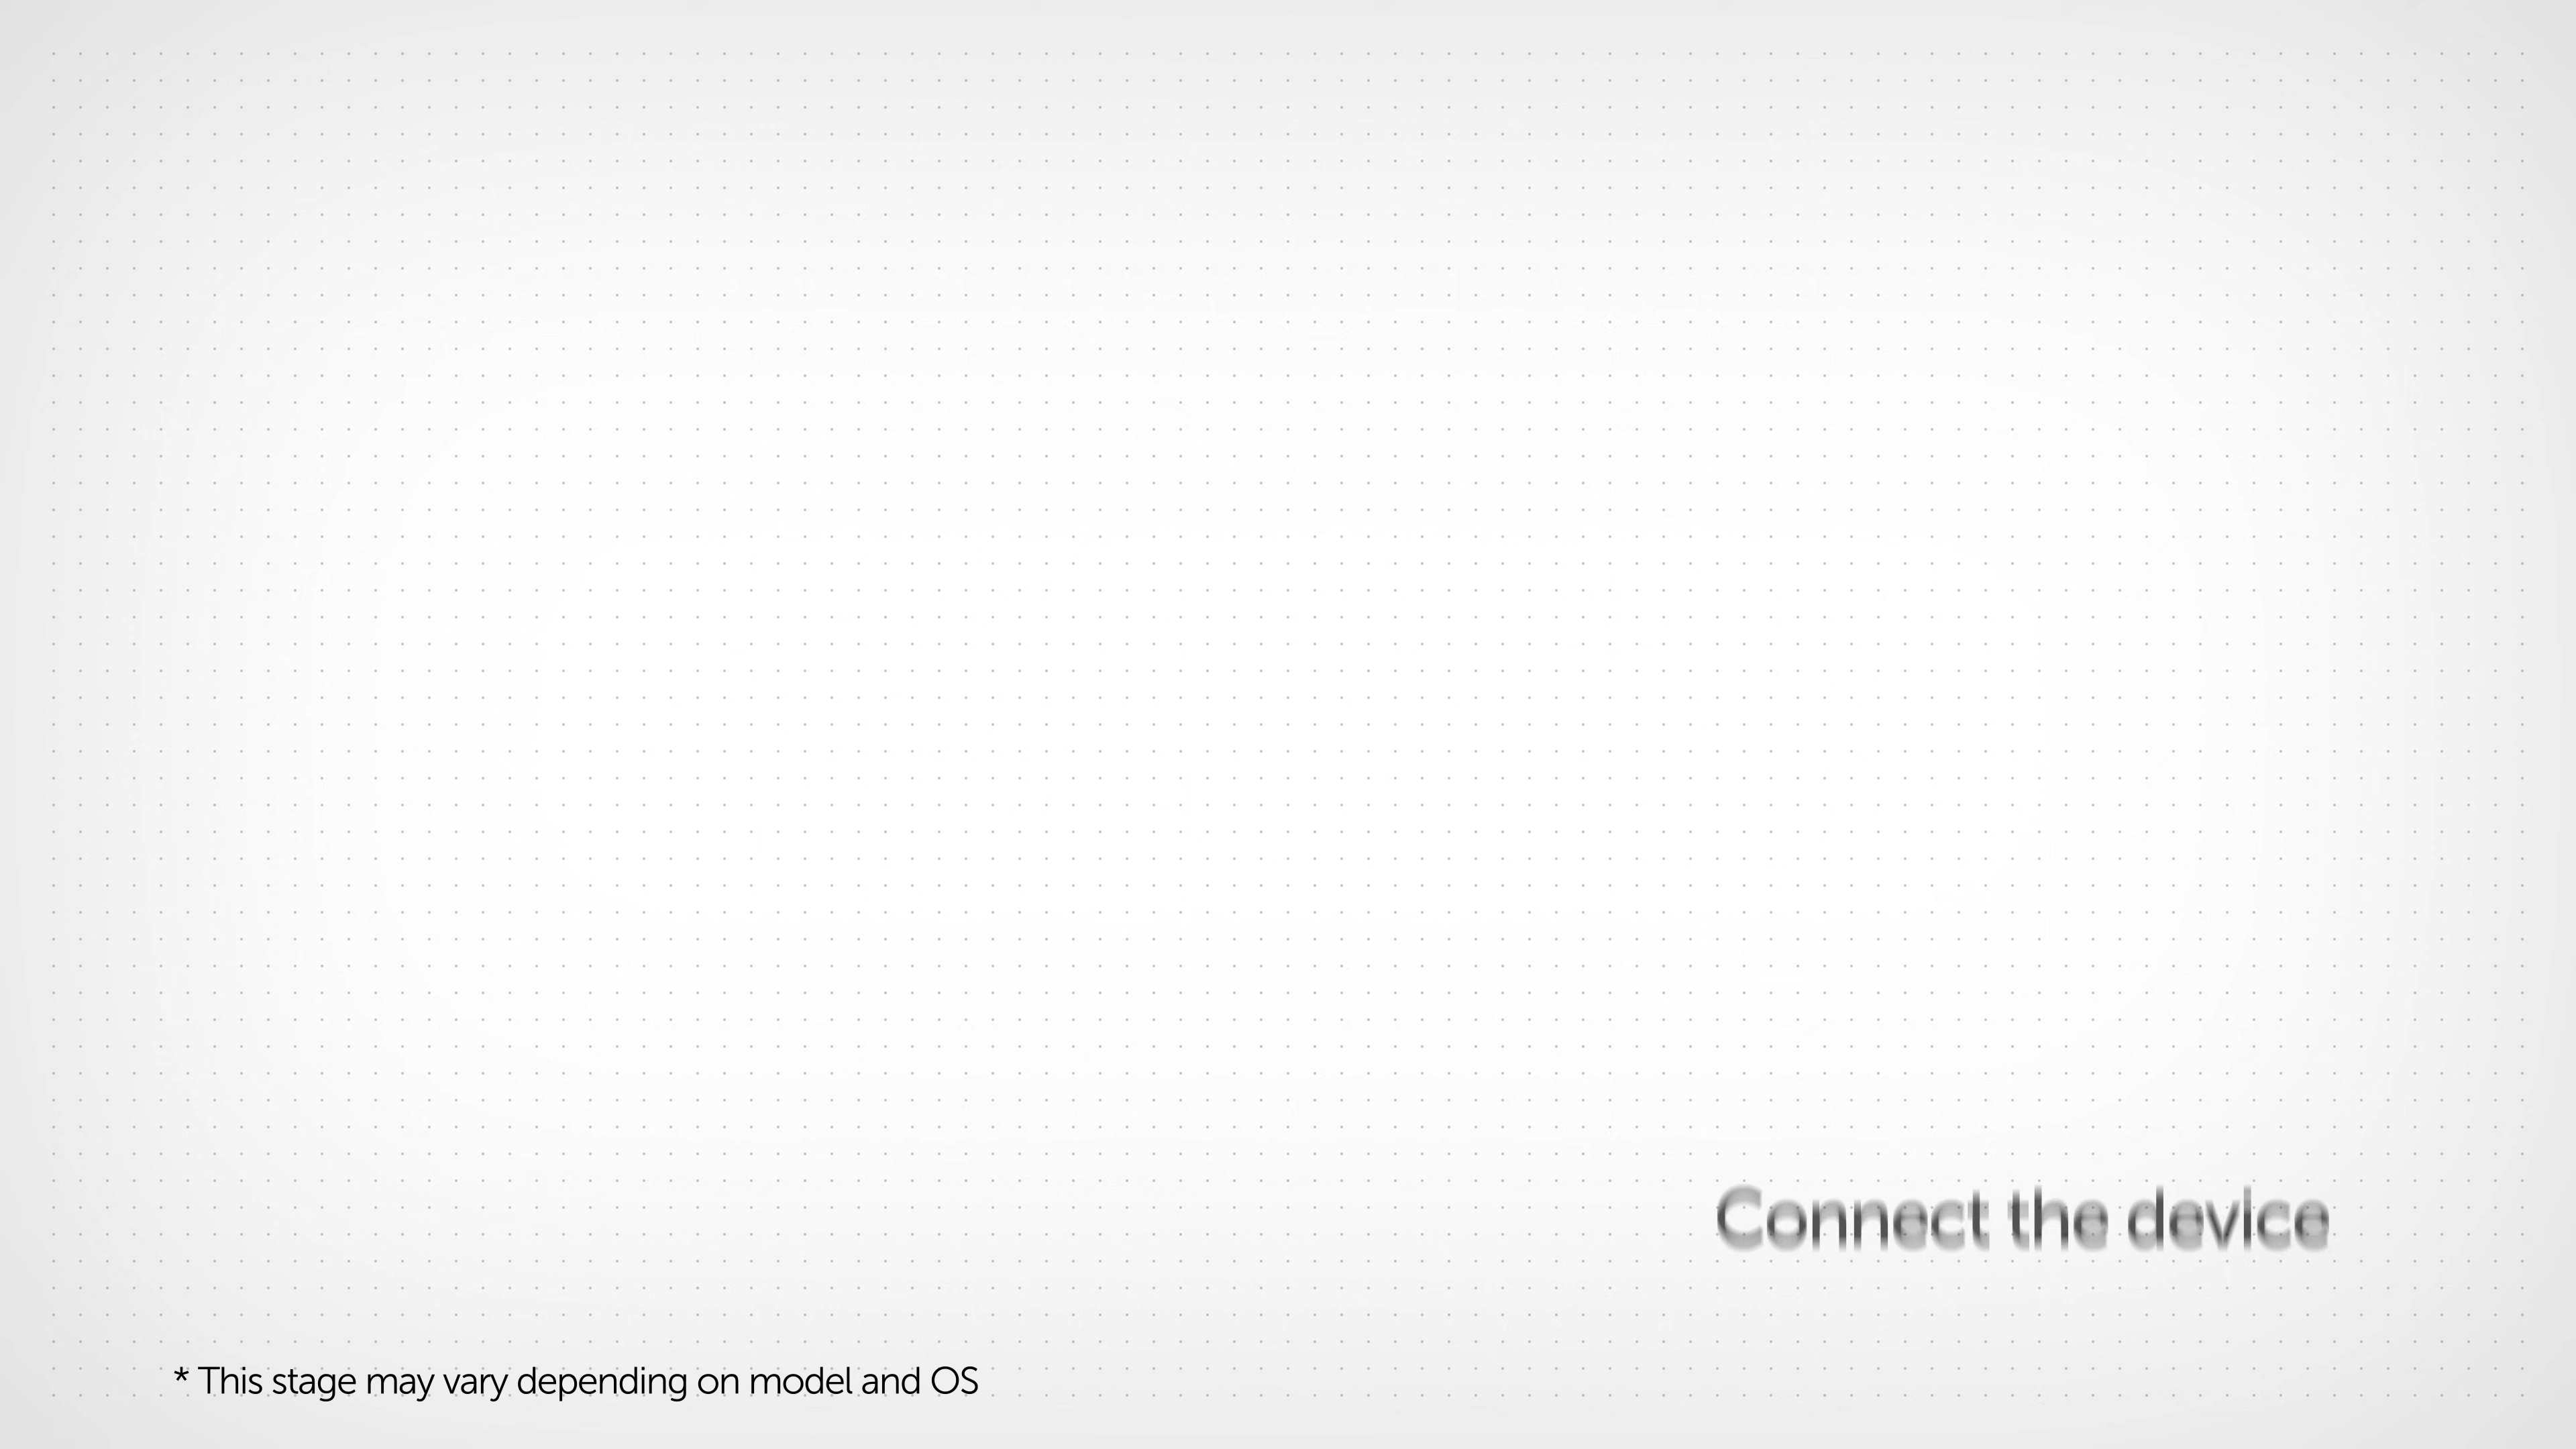 Connect the device
* This stage may vary depending on model and OS